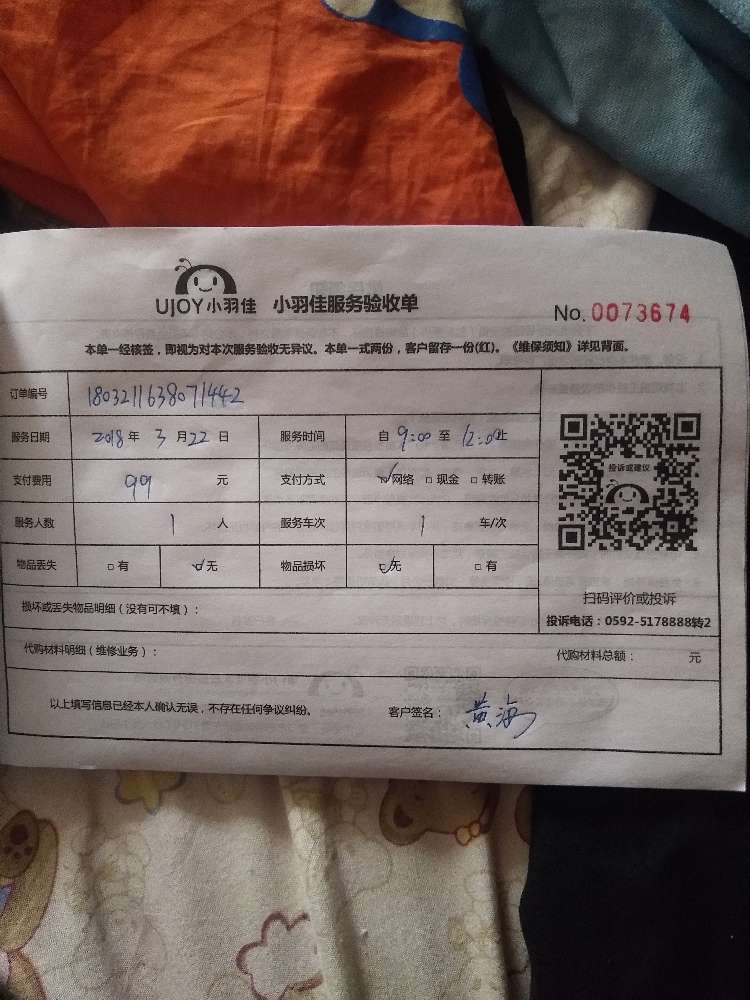 UJOY小羽佳 小羽佳服务验收单
No.0073674
本单一经核签，即视为对本次服务验收无异议。本单一式两份，客户留存一份(红)。《维保须知》详见背面。
订单编号 1803211638071442
服务日期 2018 年 3 月 22 日 服务时间 自 9:00 至 12:00止
支付费用 99 元 支付方式 ☑网络 □现金 □转账
服务人数 1 人 服务车次 1 车/次
物品丢失 □有 ☑无 物品损坏 ☑无 □有
投诉或建议
扫码评价或投诉
投诉电话：0592-5178888转2
损坏或丢失物品明细（没有可不填）：
代购材料明细（维修业务）： 代购材料总额： 元
以上填写信息已经本人确认无误，不存在任何争议纠纷。 客户签名： 黄海